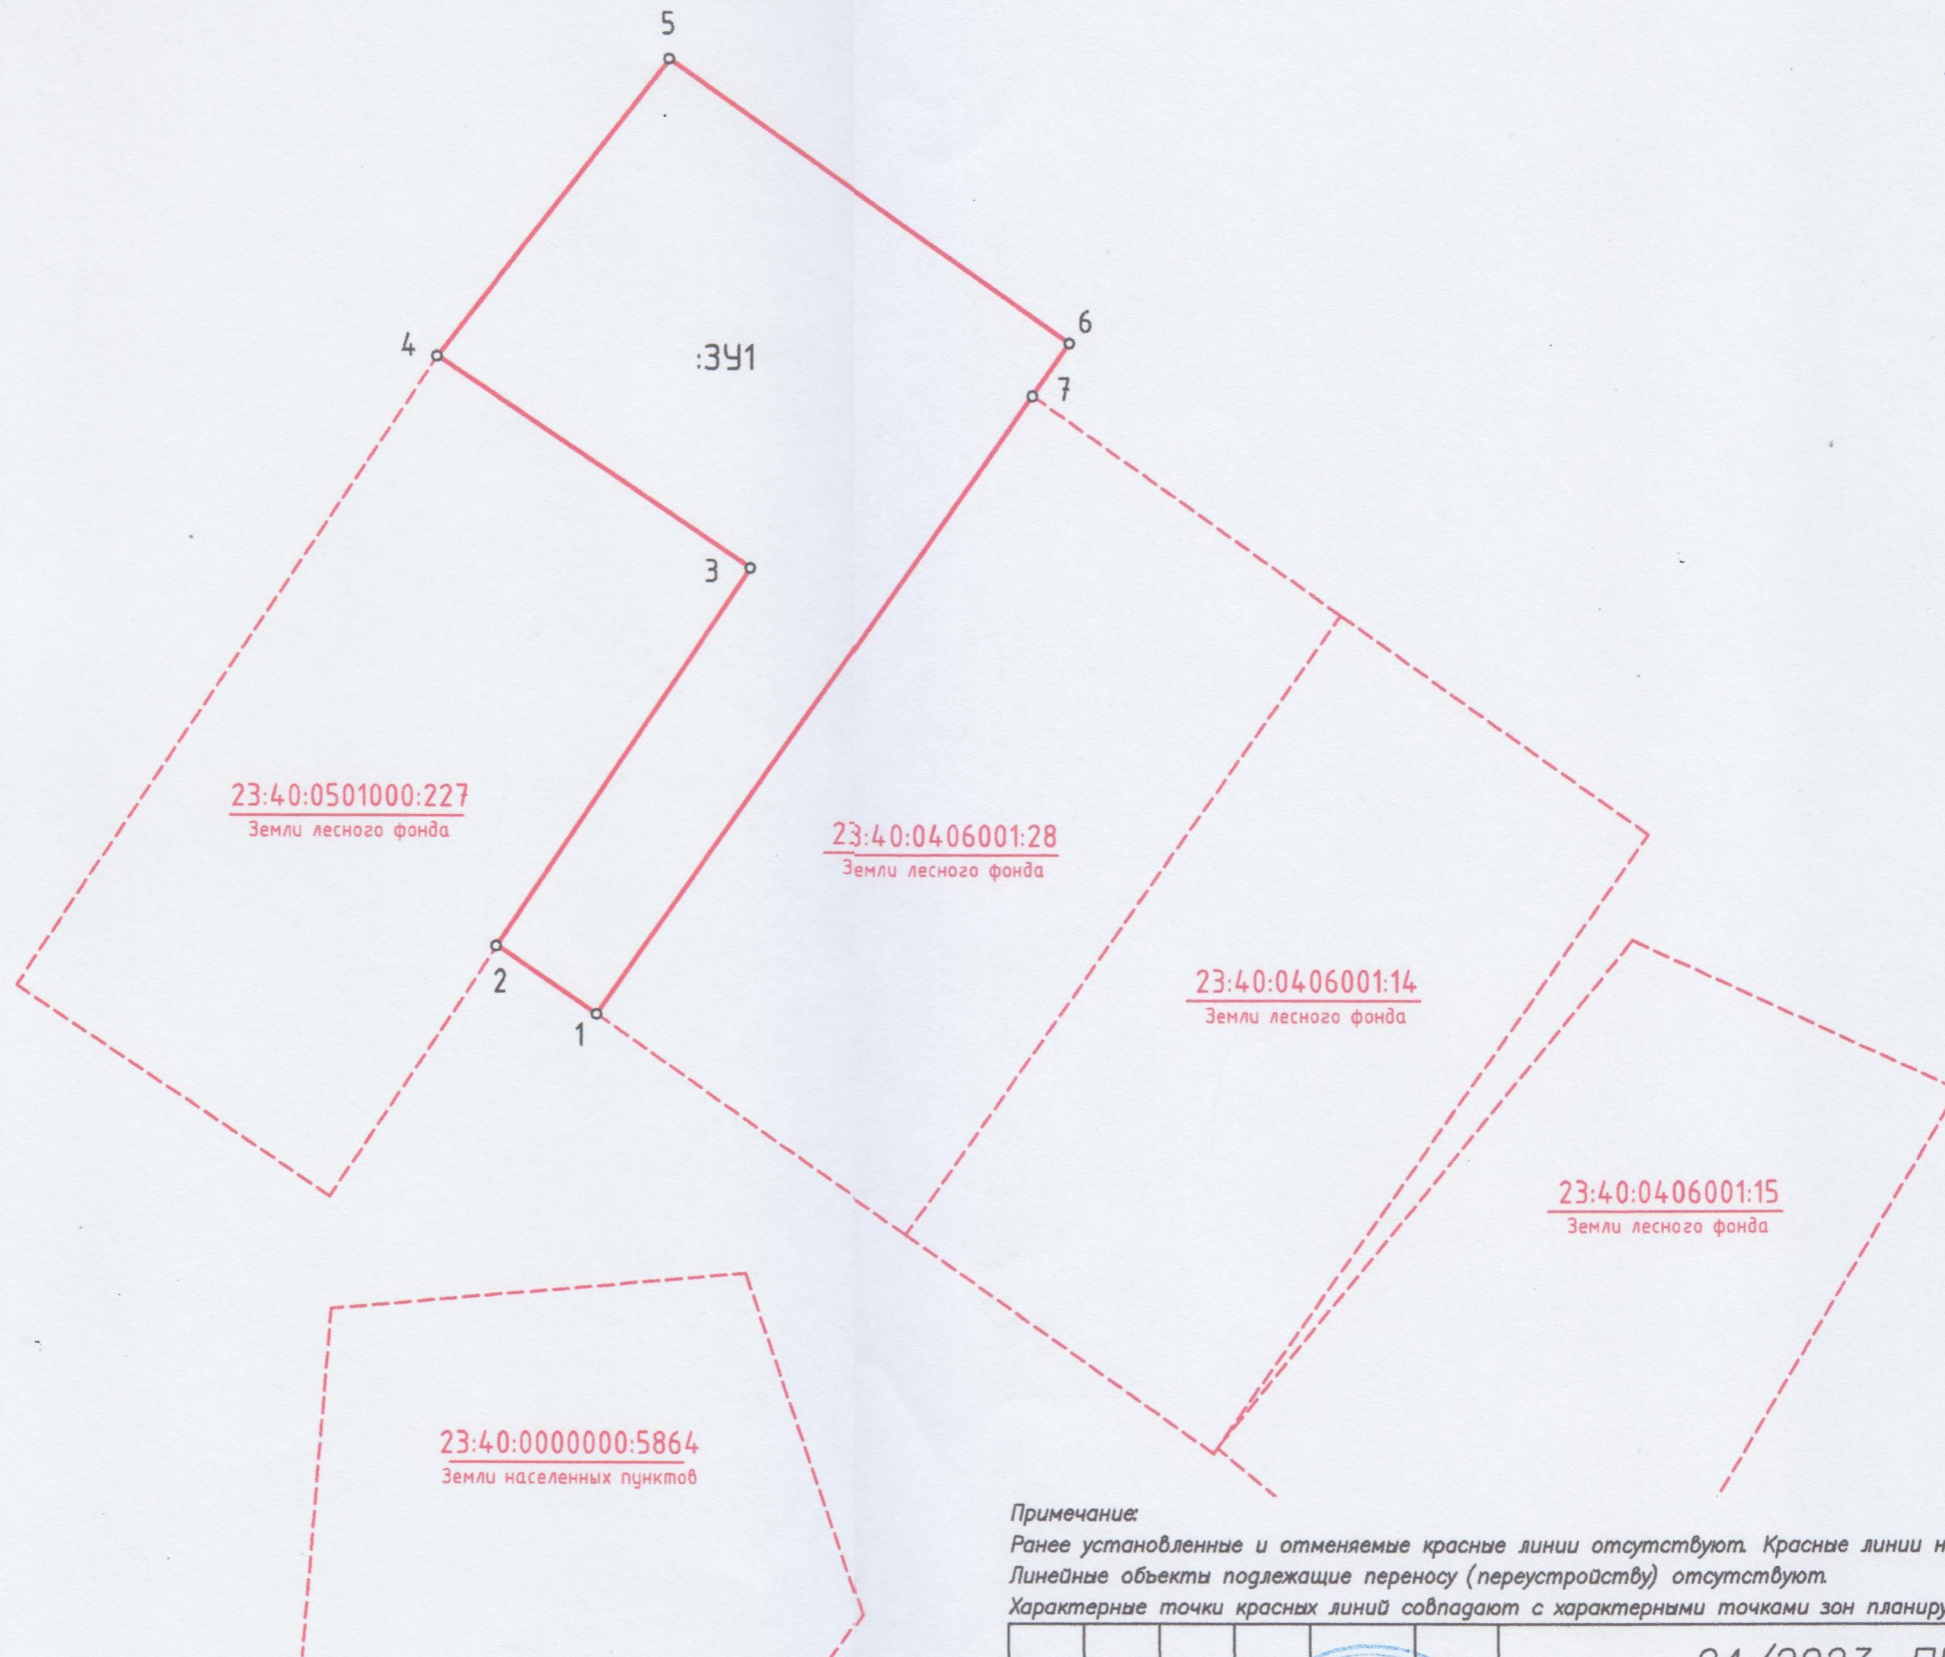 5
6
4
:ЗУ1
7
3
23:40:0501000:227
Земли лесного фонда
23:40:0406001:28
Земли лесного фонда
2
23:40:0406001:14
Земли лесного фонда
1
23:40:0406001:15
Земли лесного фонда
23:40:0000000:5864
Земли населенных пунктов
Примечание:
Ранее установленные и отменяемые красные линии отсутствуют. Красные линии н
Линейные объекты подлежащие переносу (переустройству) отсутствуют.
Характерные точки красных линий совпадают с характерными точками зон планиру